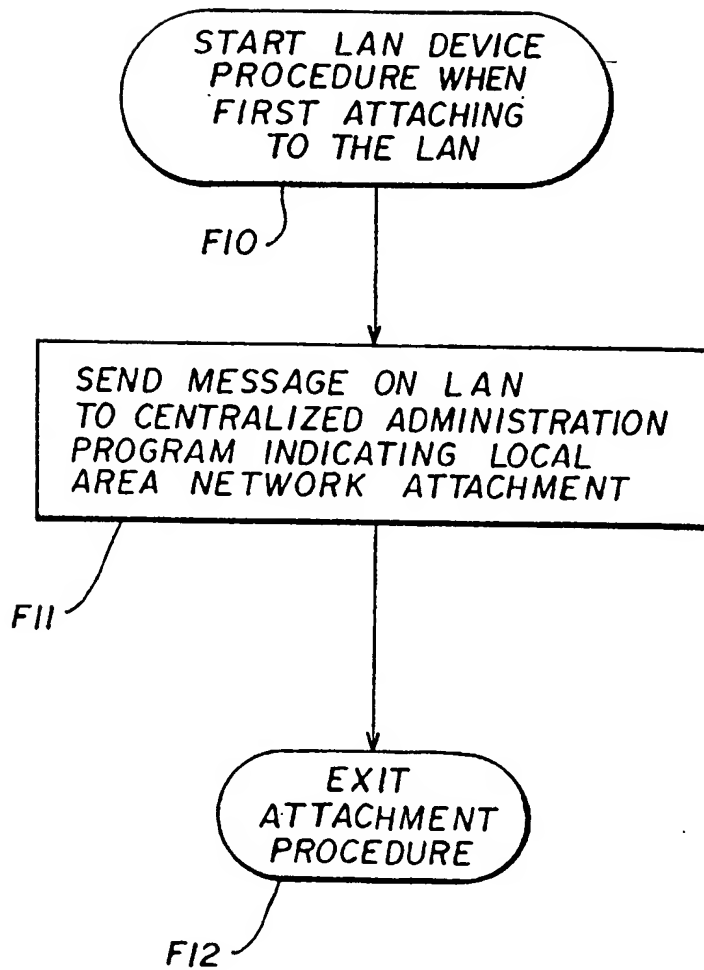 START LAN DEVICE
PROCEDURE WHEN
FIRST ATTACHING
TO THE LAN
F10
SEND MESSAGE ON LAN
TO CENTRALIZED ADMINISTRATION
PROGRAM INDICATING LOCAL
AREA NETWORK ATTACHMENT
F11
EXIT
ATTACHMENT
PROCEDURE
F12